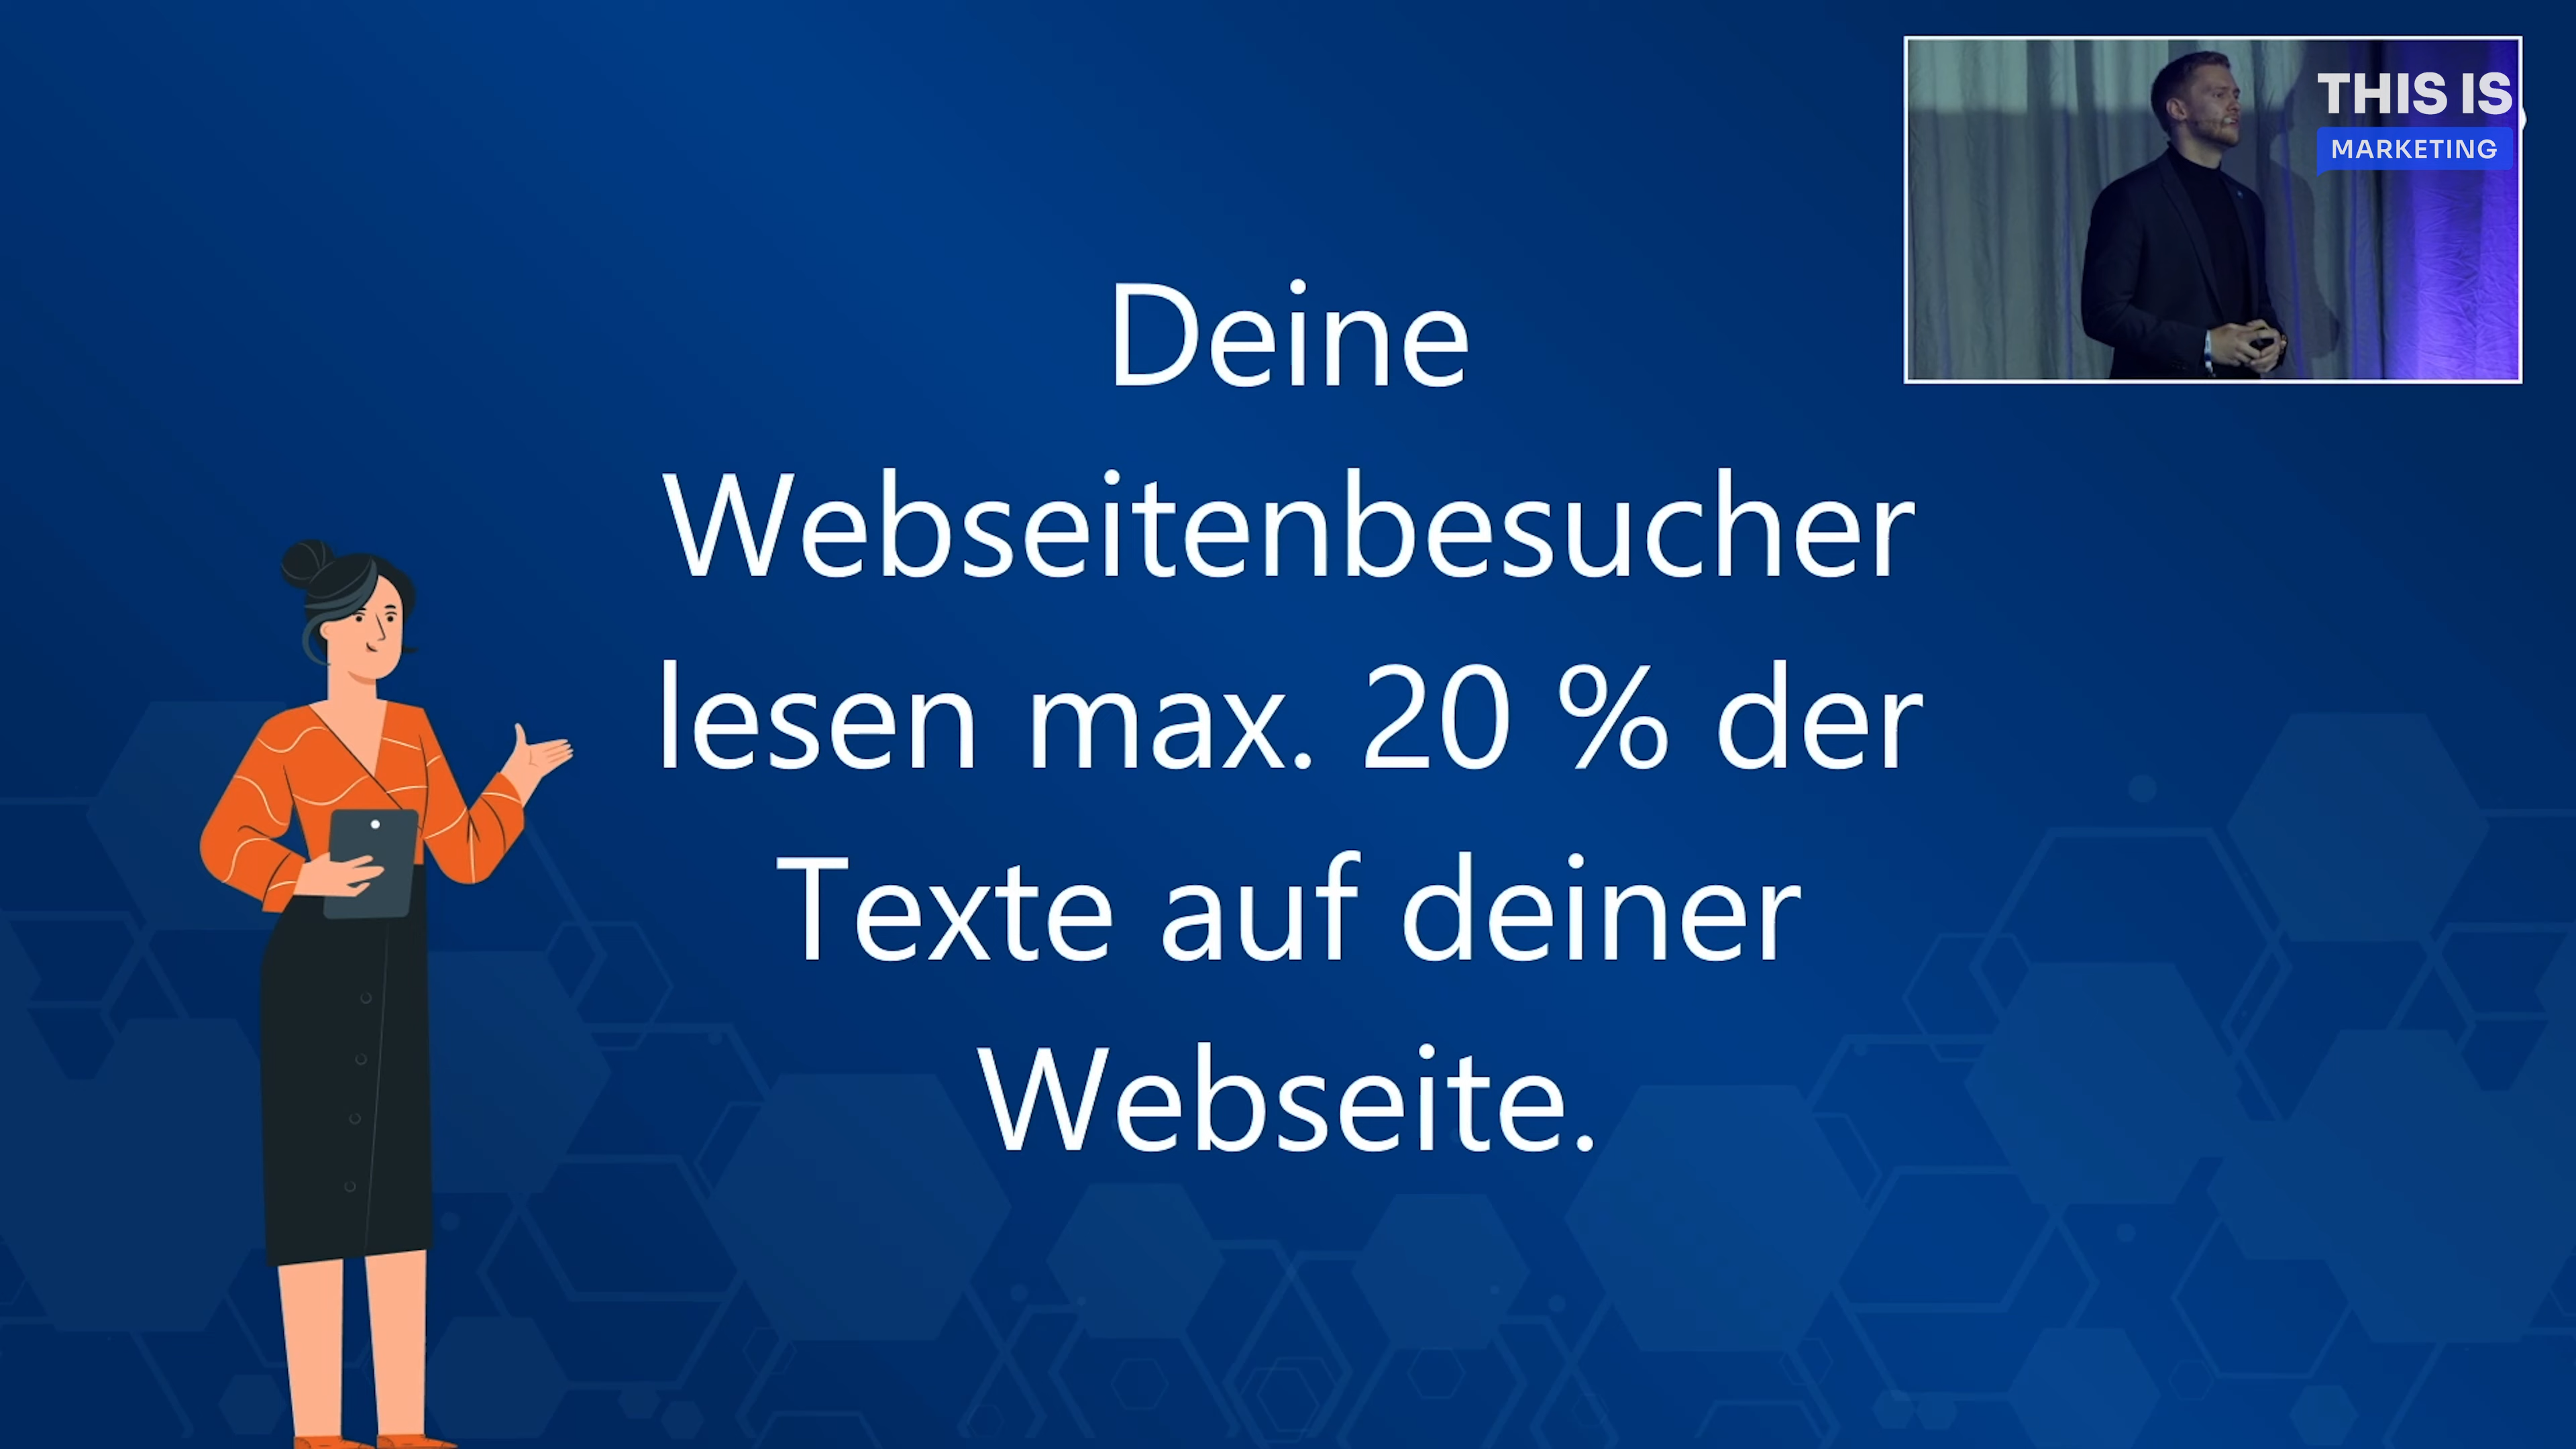 THIS IS
MARKETING
Deine
Webseitenbesucher
lesen max. 20 % der
Texte auf deiner
Webseite.